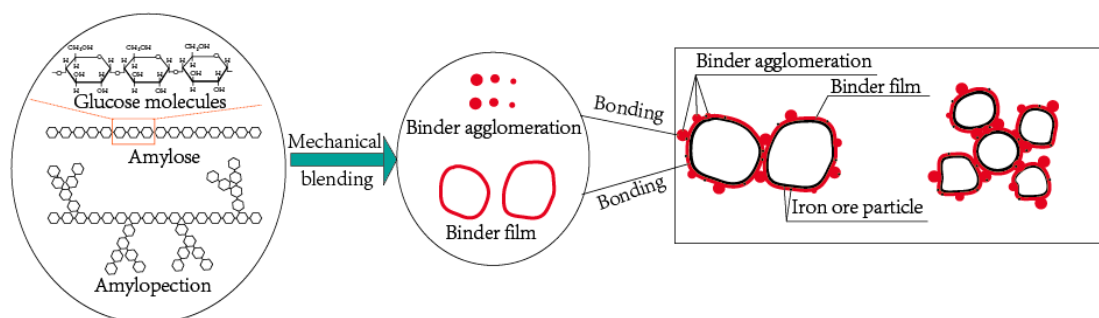 CH₂OH CH₂OH CH₂OH
O O O
H H H H H H
H H H
O O O O
OH H OH H OH H
H OH H OH H OH
Glucose molecules
Amylose
Amylopection
Mechanical
blending
Binder agglomeration
Binder film
Bonding
Bonding
Binder agglomeration
Binder film
Iron ore particle